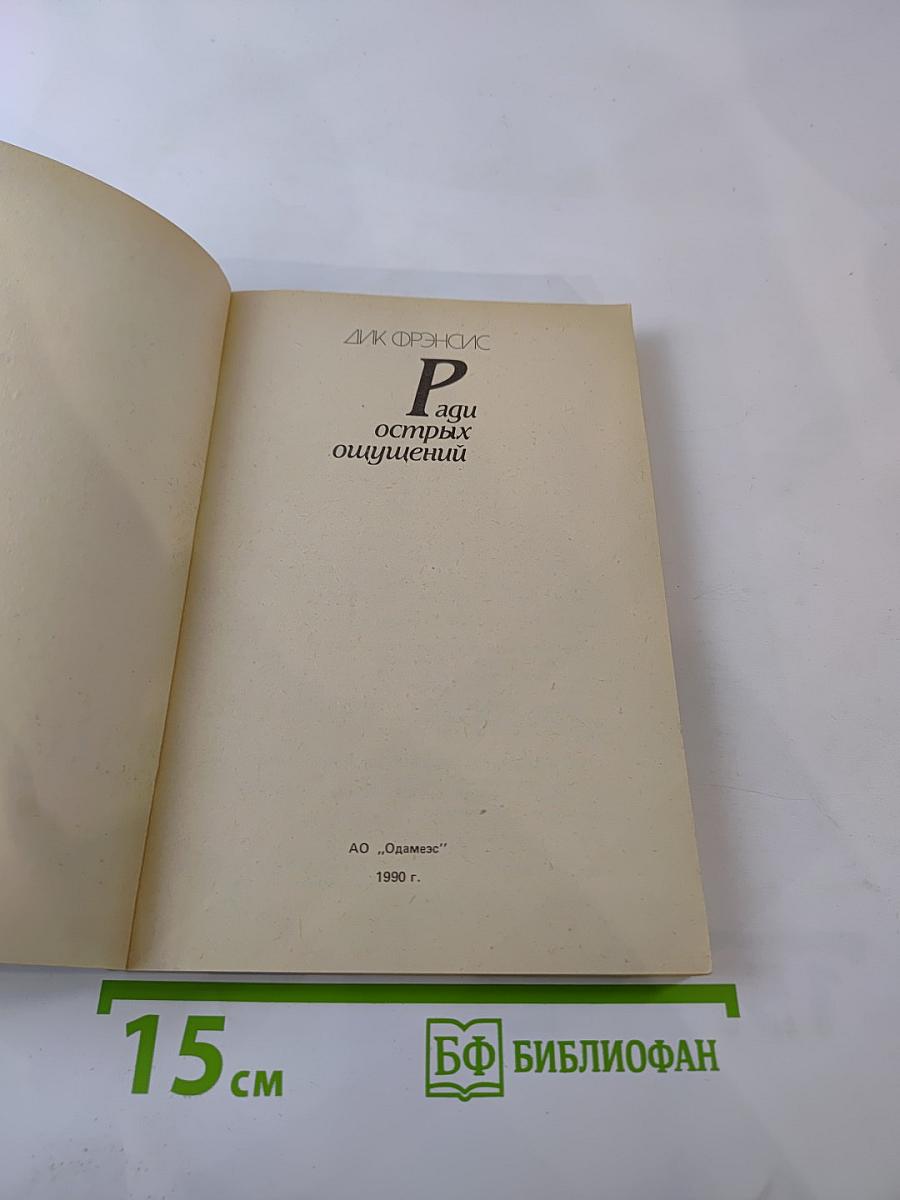 ДИК ФРЭНСИС
Ради
острых
ощущений
АО „Одамеэс"
1990 г.
15 см
БФ БИБЛИОФАН